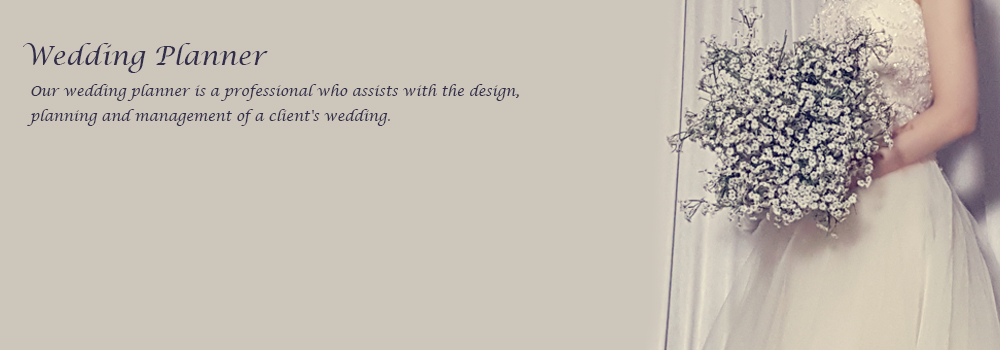 Wedding Planner
Our wedding planner is a professional who assists with the design,
planning and management of a client's wedding.